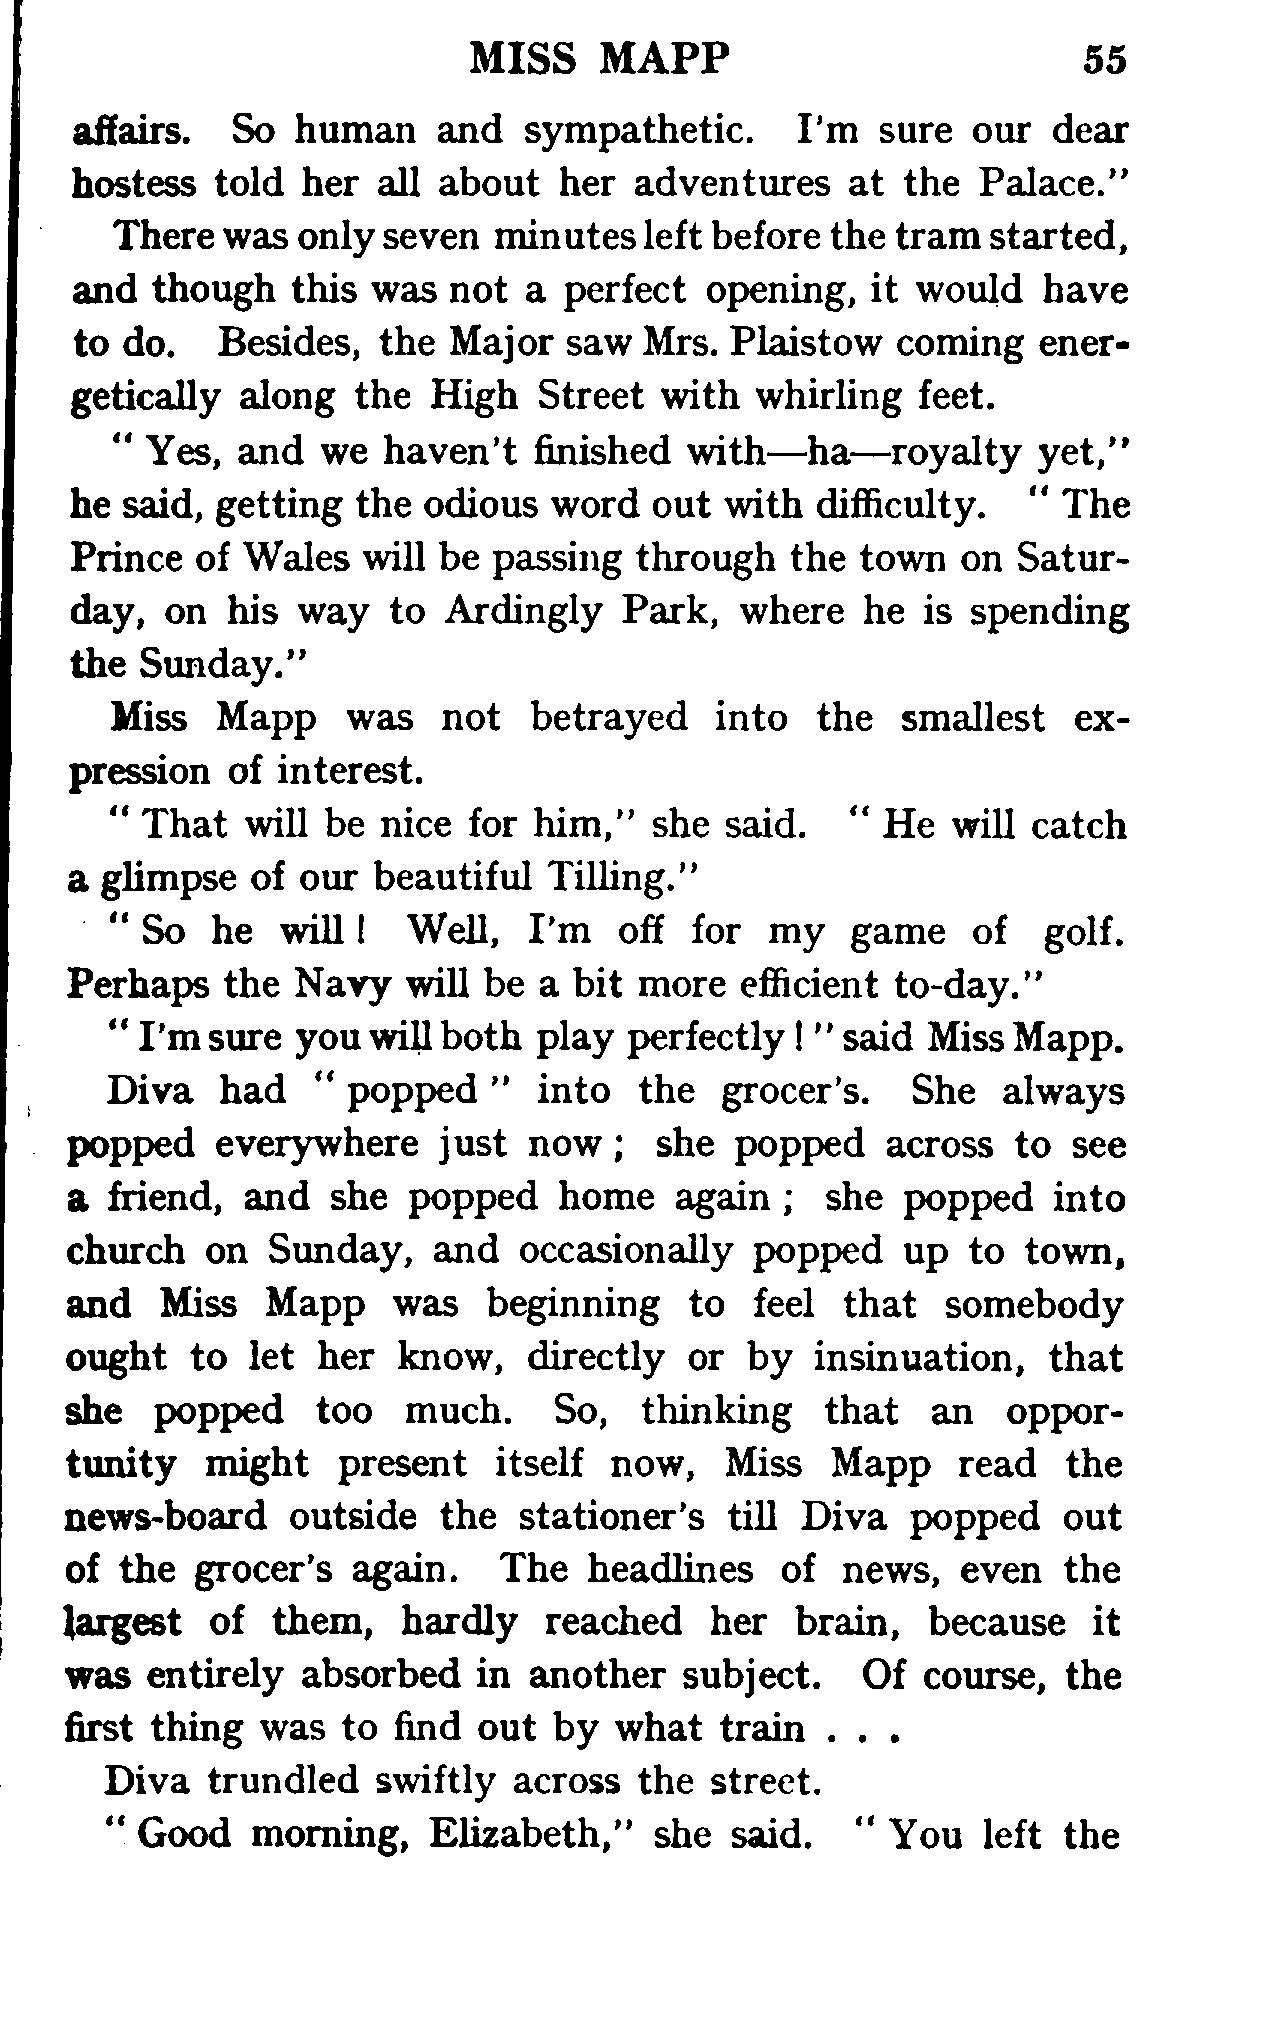 MISS MAPP 55
affairs. So human and sympathetic. I'm sure our dear
hostess told her all about her adventures at the Palace."
There was only seven minutes left before the tram started,
and though this was not a perfect opening, it would have
to do. Besides, the Major saw Mrs. Plaistow coming ener-
getically along the High Street with whirling feet.
" Yes, and we haven't finished with—ha—royalty yet,"
he said, getting the odious word out with difficulty. " The
Prince of Wales will be passing through the town on Satur-
day, on his way to Ardingly Park, where he is spending
the Sunday."
Miss Mapp was not betrayed into the smallest ex-
pression of interest.
" That will be nice for him," she said. " He will catch
a glimpse of our beautiful Tilling."
" So he will ! Well, I'm off for my game of golf.
Perhaps the Navy will be a bit more efficient to-day."
" I'm sure you will both play perfectly ! " said Miss Mapp.
Diva had " popped " into the grocer's. She always
popped everywhere just now ; she popped across to see
a friend, and she popped home again ; she popped into
church on Sunday, and occasionally popped up to town,
and Miss Mapp was beginning to feel that somebody
ought to let her know, directly or by insinuation, that
she popped too much. So, thinking that an oppor-
tunity might present itself now, Miss Mapp read the
news-board outside the stationer's till Diva popped out
of the grocer's again. The headlines of news, even the
largest of them, hardly reached her brain, because it
was entirely absorbed in another subject. Of course, the
first thing was to find out by what train . . .
Diva trundled swiftly across the street.
" Good morning, Elizabeth," she said. " You left the